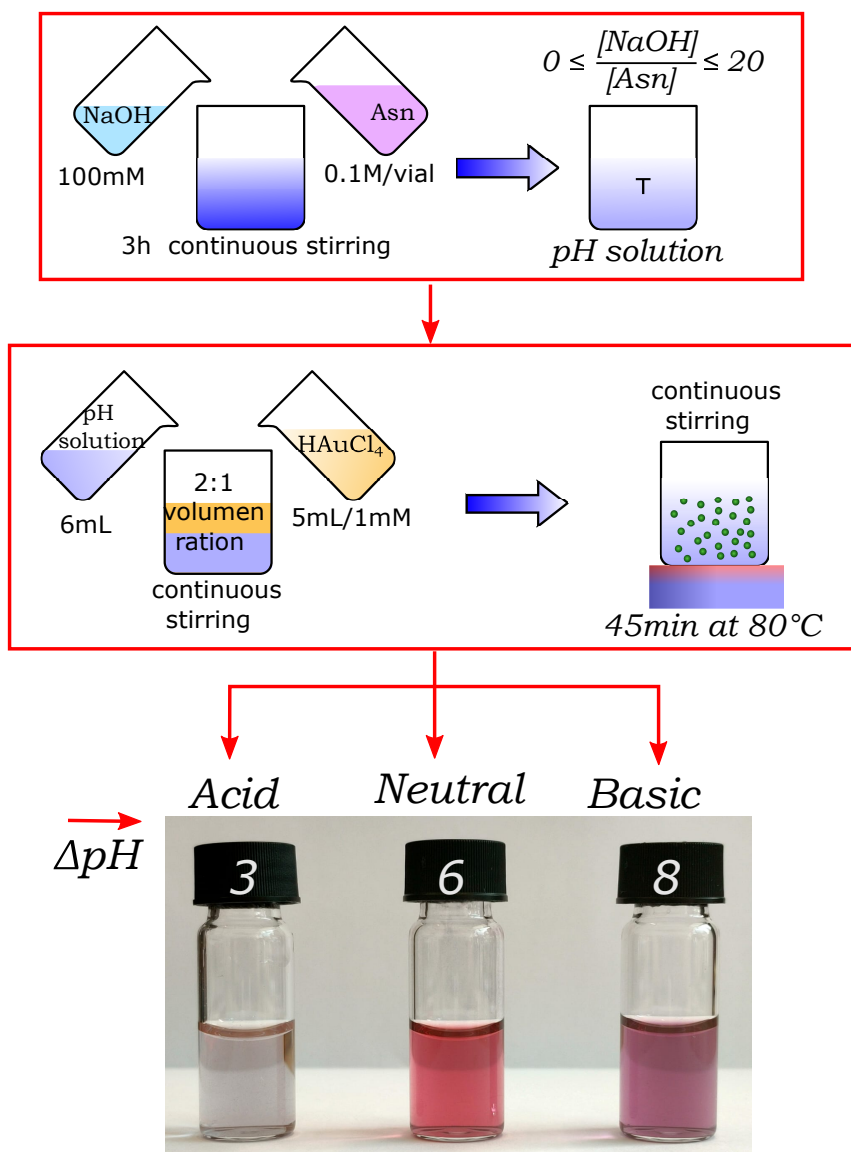 NaOH
100mM
Asn
0.1M/vial
3h continuous stirring
0 ≤ [NaOH]/[Asn] ≤ 20
T
pH solution
pH
solution
6mL
HAuCl₄
5mL/1mM
2:1
volumen
ration
continuous
stirring
continuous
stirring
45min at 80°C
Acid
Neutral
Basic
ΔpH
3
6
8